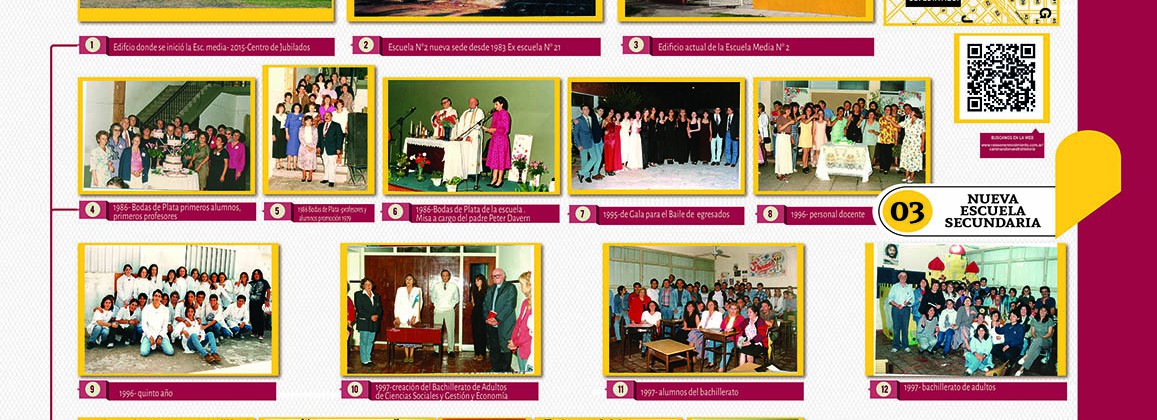 G
J
1 Edifcio donde se inició la Esc. media- 2015-Centro de Jubilados
2 Escuela N°2 nueva sede desde 1983 Ex escuela N° 21
3 Edificio actual de la Escuela Media N° 2
BUSCANOS EN LA WEB
4 1986- Bodas de Plata primeros alumnos,
primeros profesores
5 1986 Bodas de Plata -profesores y
alumnos promoción 1979
6 1986-Bodas de Plata de la escuela .
Misa a cargo del padre Peter Davern
7 1995-de Gala para el Baile de egresados
8 1996- personal docente
03 NUEVA
ESCUELA
SECUNDARIA
9 1996- quinto año
10 1997-creación del Bachillerato de Adultos
de Ciencias Sociales y Gestión y Economía
11 1997- alumnos del bachillerato
12 1997- bachillerato de adultos